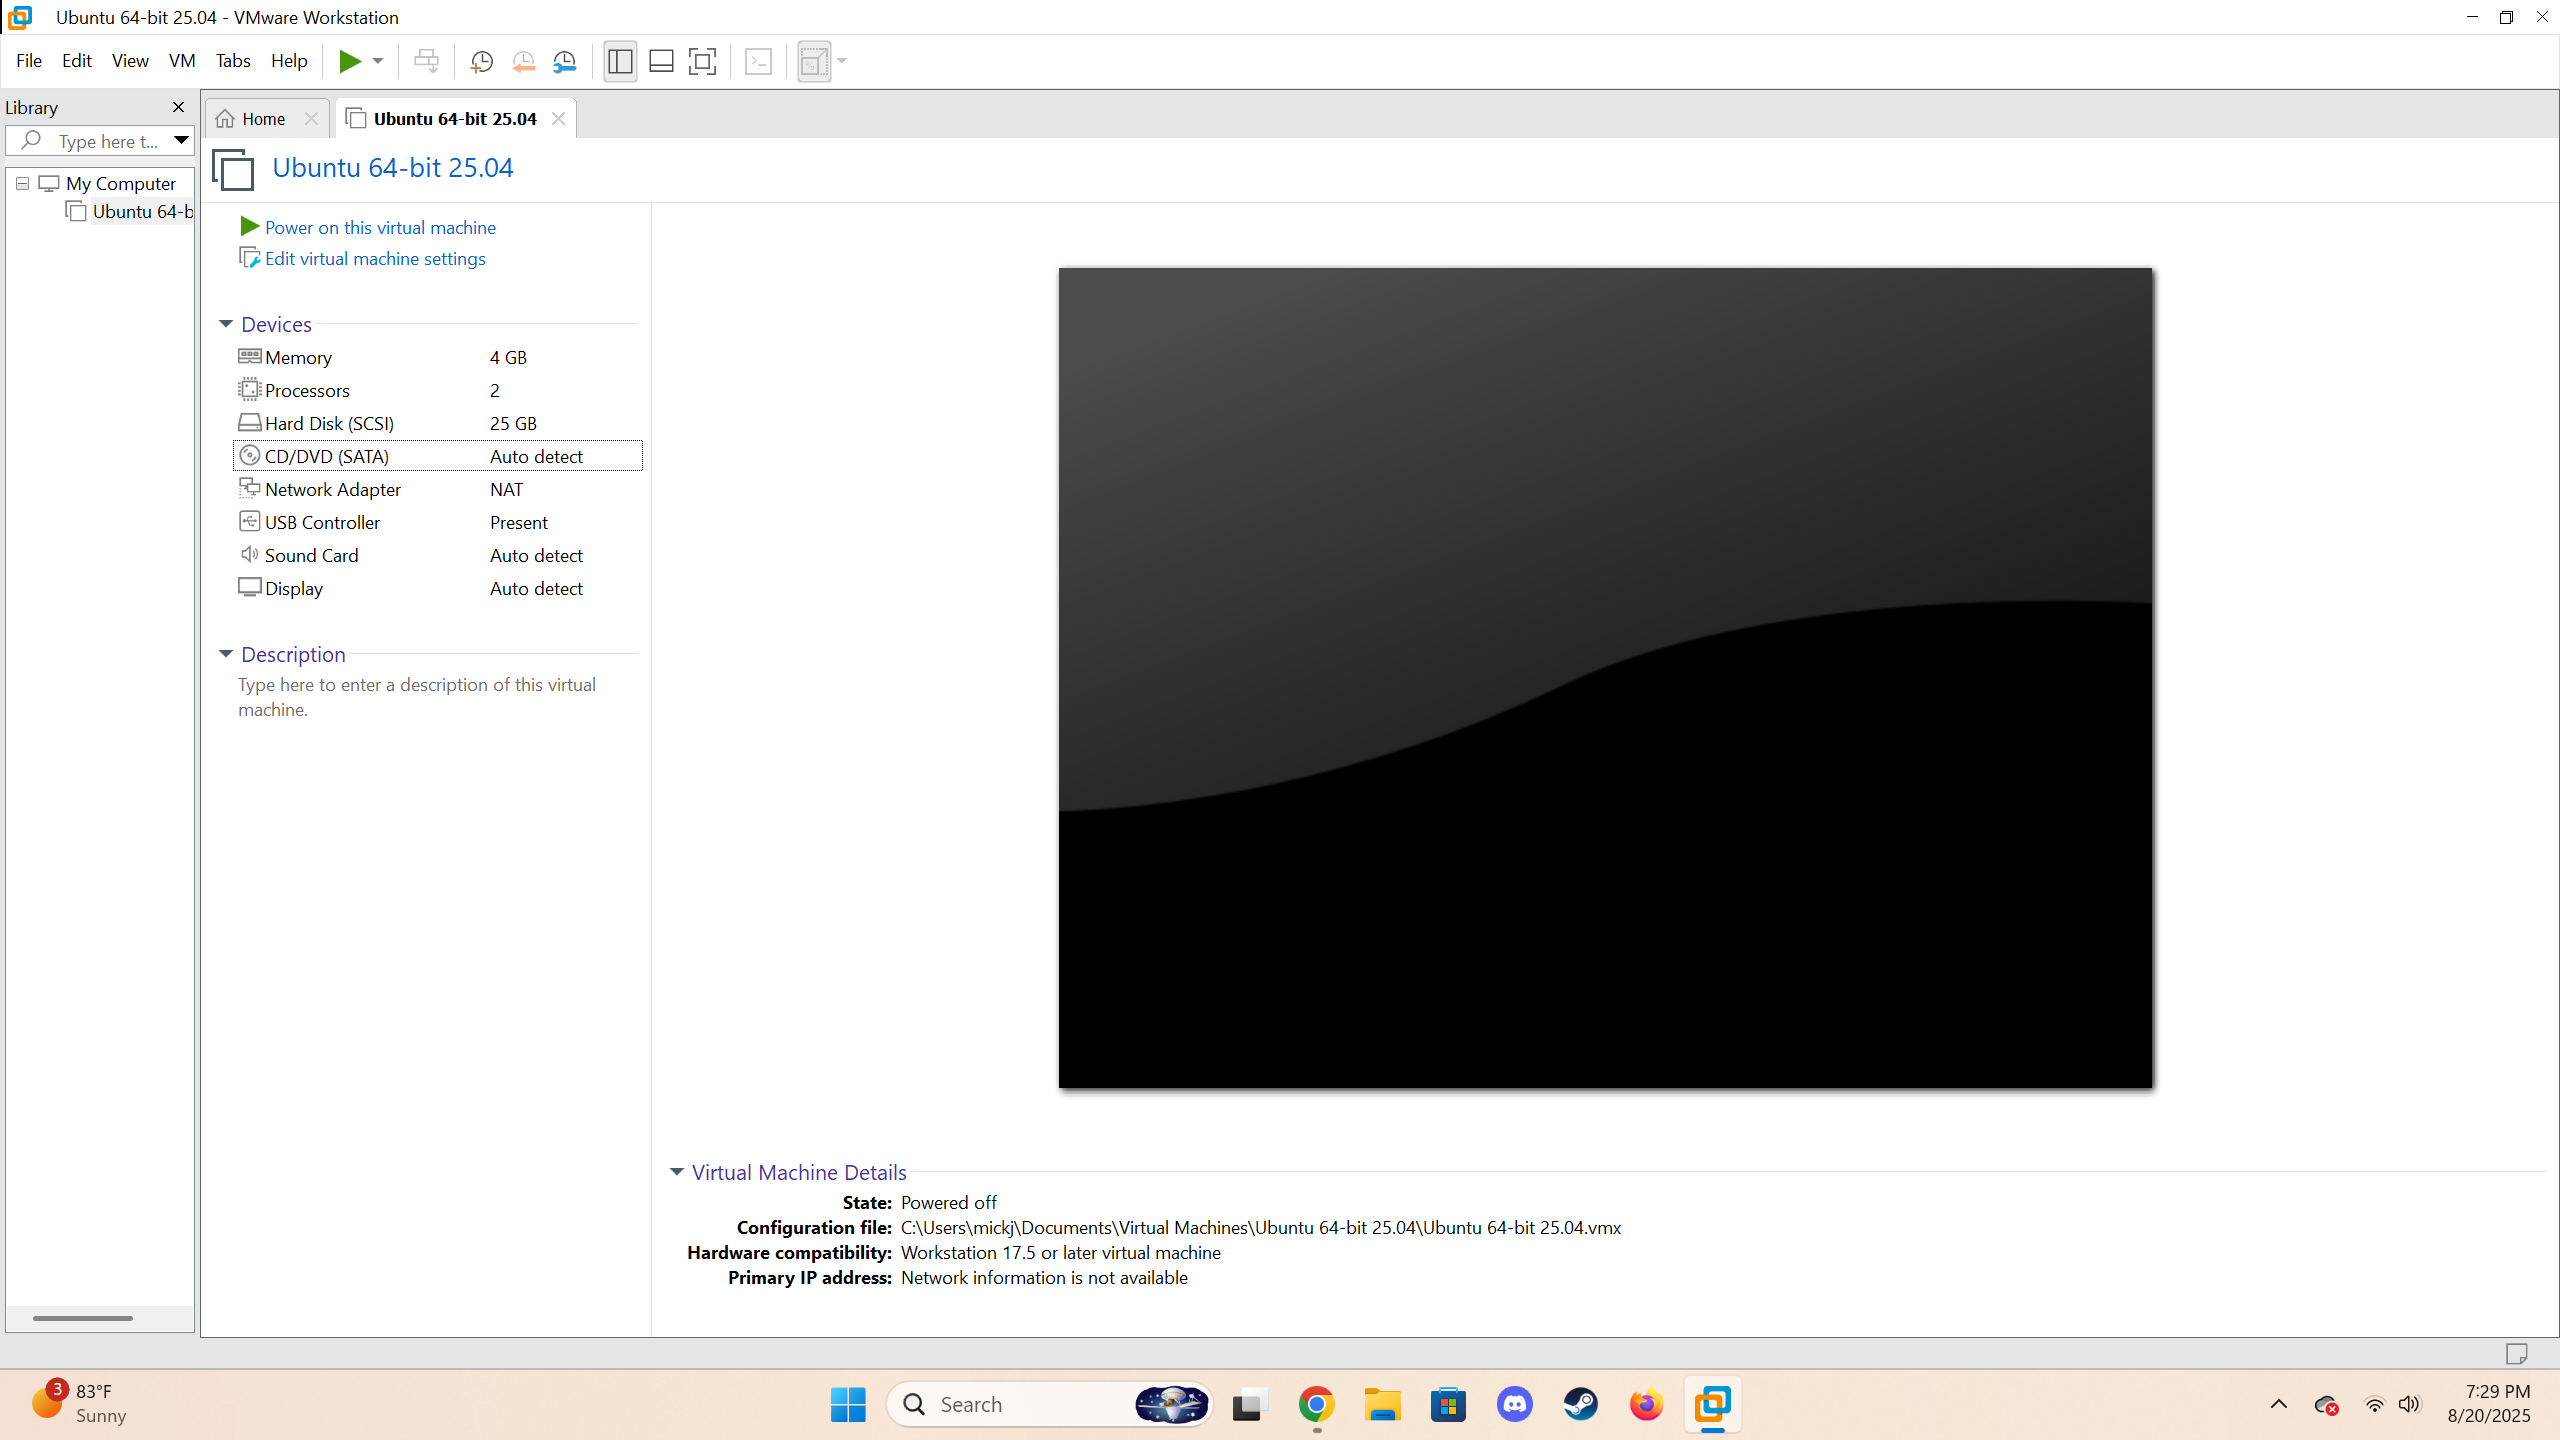 Ubuntu 64-bit 25.04 - VMware Workstation
File Edit View VM Tabs Help
Library
Type here t...
My Computer
Ubuntu 64-b
Home
Ubuntu 64-bit 25.04
Ubuntu 64-bit 25.04
Power on this virtual machine
Edit virtual machine settings
Devices
Memory 4 GB
Processors 2
Hard Disk (SCSI) 25 GB
CD/DVD (SATA) Auto detect
Network Adapter NAT
USB Controller Present
Sound Card Auto detect
Display Auto detect
Description
Type here to enter a description of this virtual
machine.
Virtual Machine Details
State: Powered off
Configuration file: C:\Users\mickj\Documents\Virtual Machines\Ubuntu 64-bit 25.04\Ubuntu 64-bit 25.04.vmx
Hardware compatibility: Workstation 17.5 or later virtual machine
Primary IP address: Network information is not available
3
83°F
Sunny
Search
7:29 PM
8/20/2025